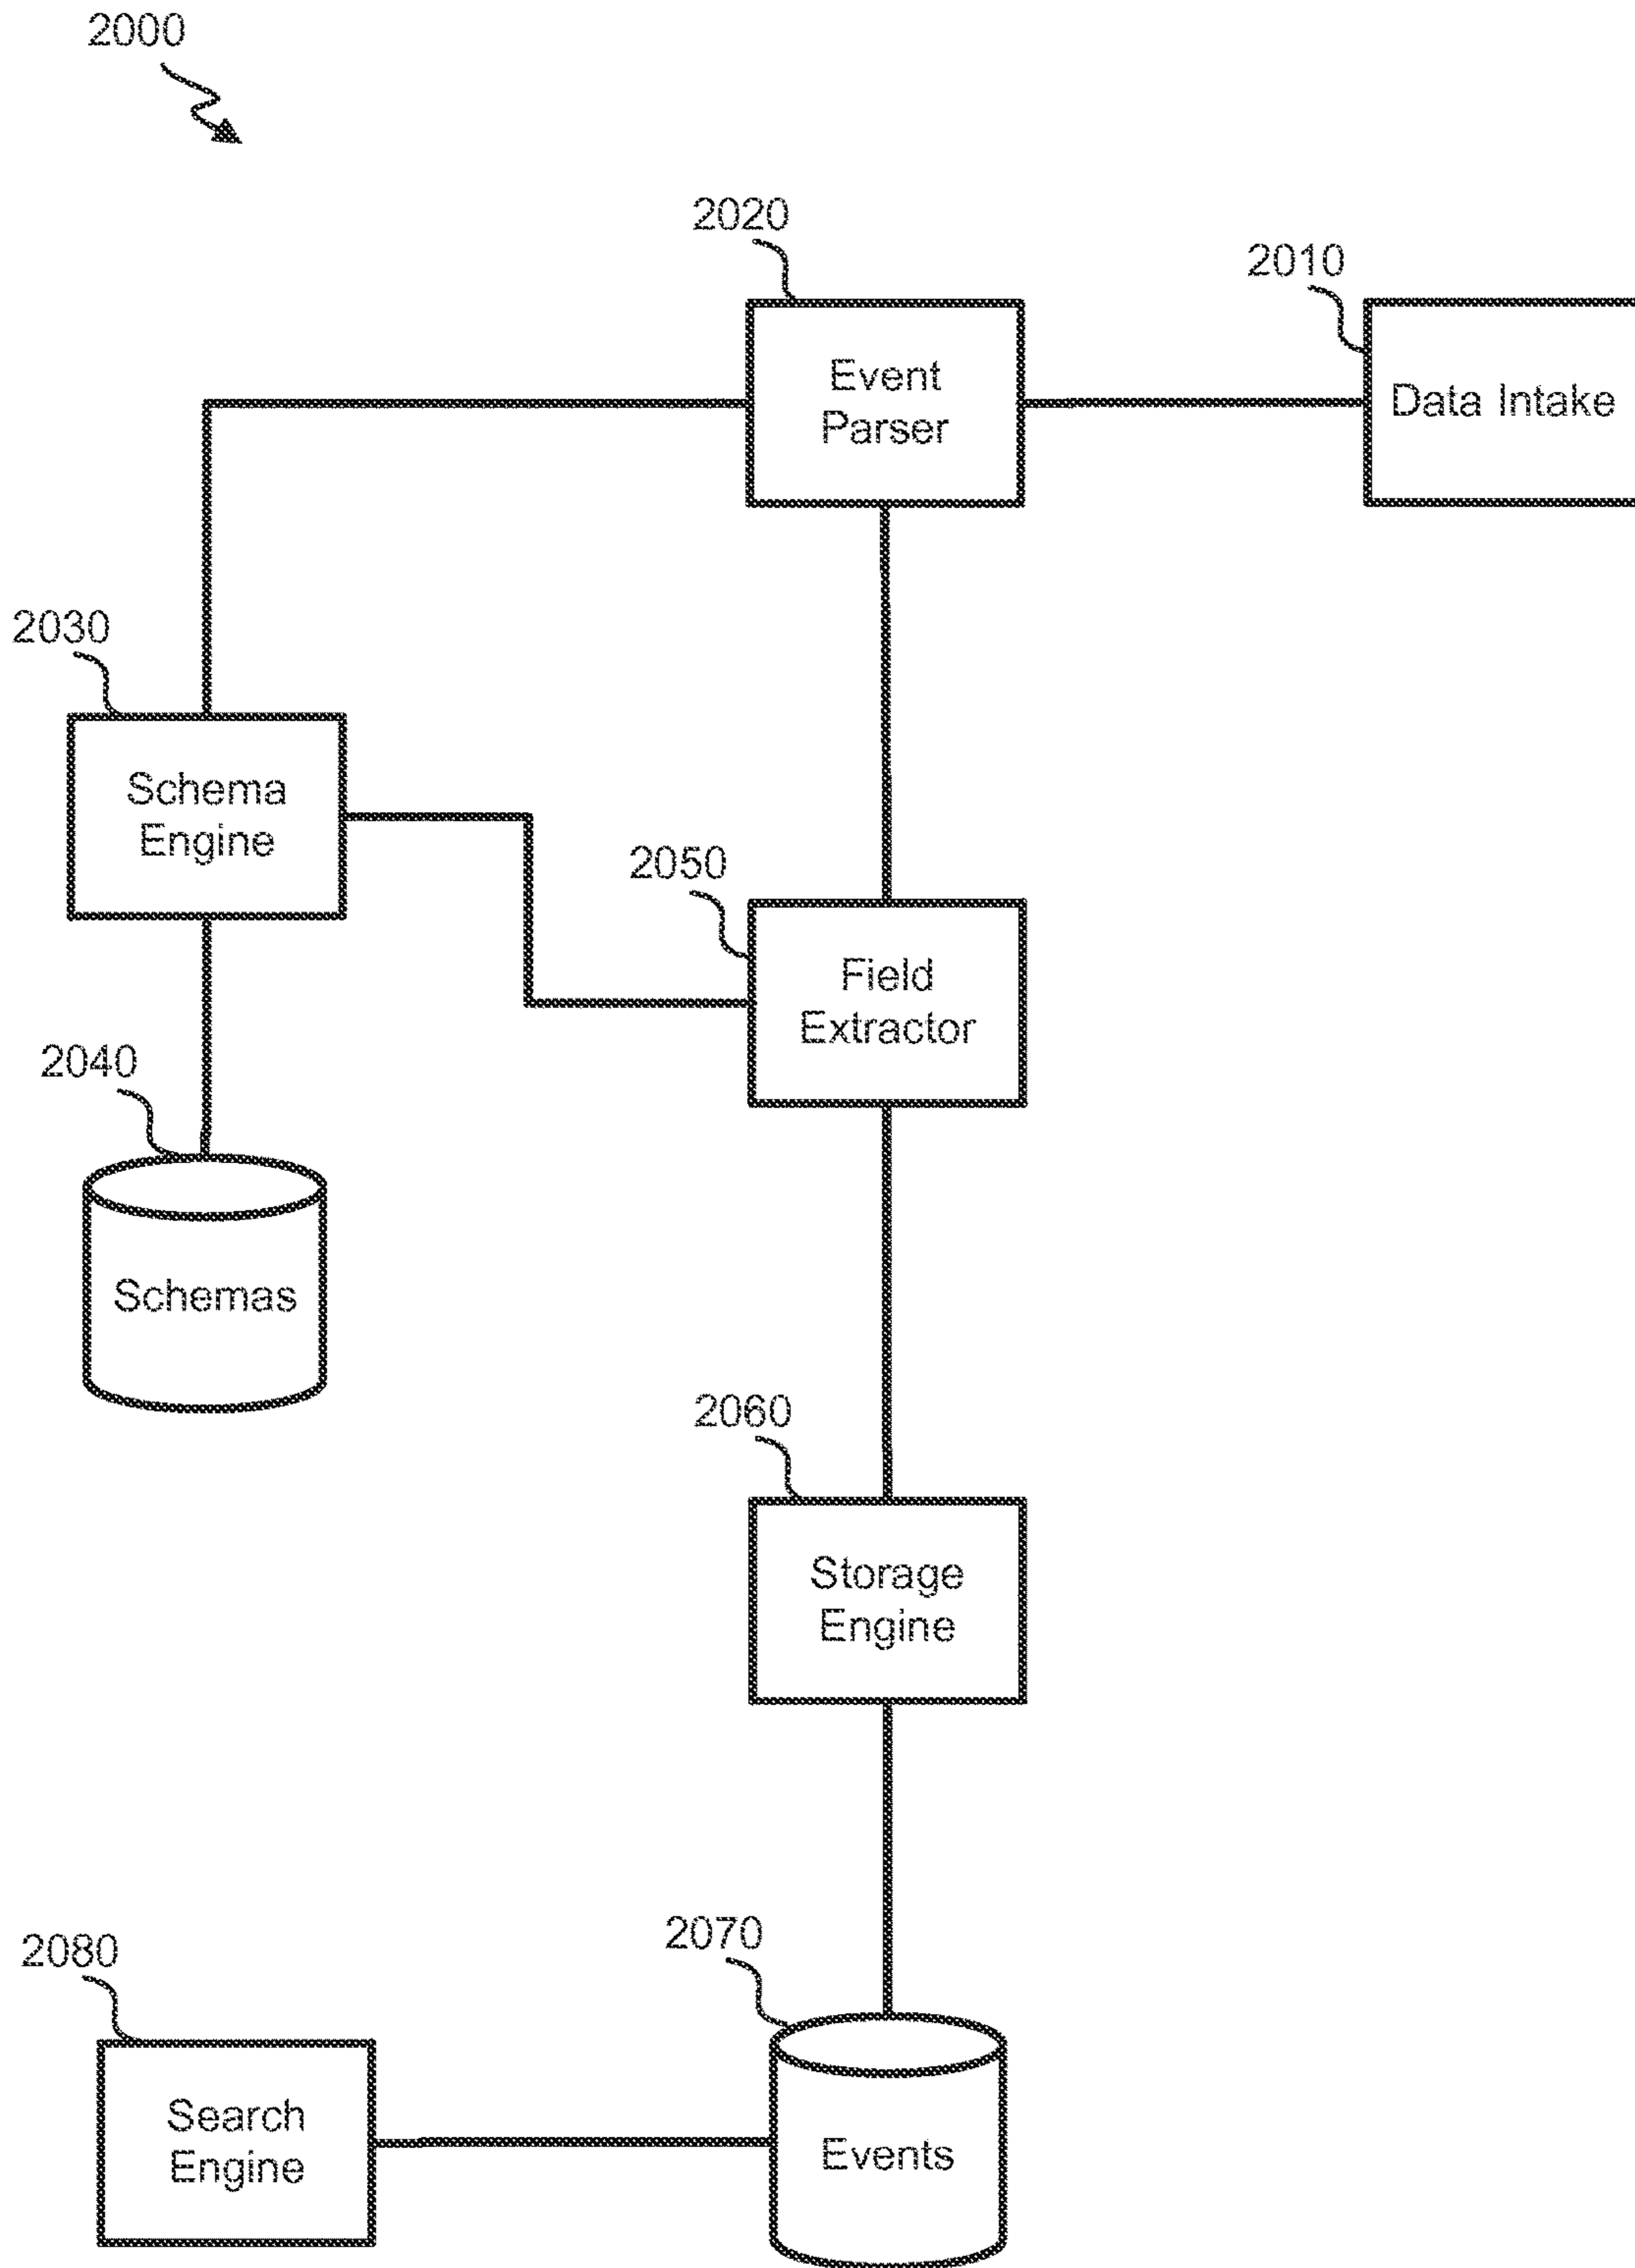 2000
2020
2010
Event
Parser
Data Intake
2030
Schema
Engine
2050
Field
Extractor
2040
Schemas
2060
Storage
Engine
2080
2070
Search
Engine
Events